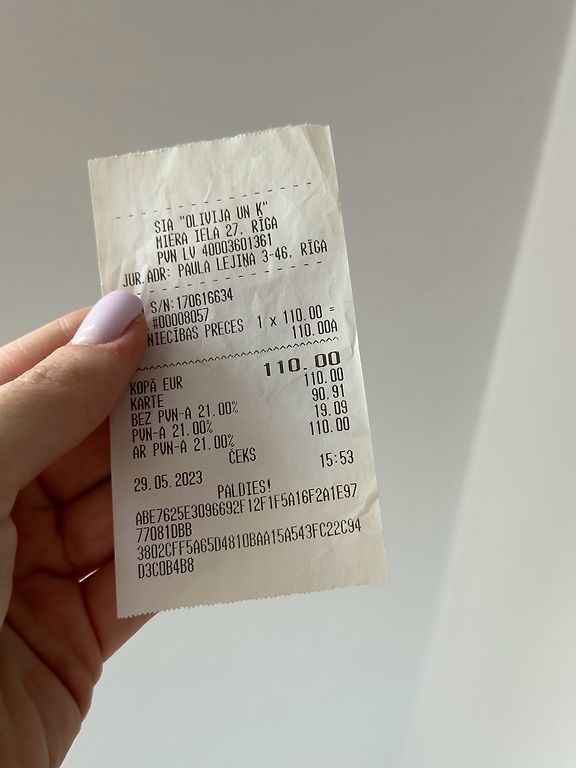 SIA "OLIVIJA UN K"
MIERA IELA 27, RĪGA
PVN LV 40003601361
JUR.ADR: PAULA LEJIŅA 3-46, RĪGA
S/N:170616634
#00008057
NIECĪBAS PRECES 1 x 110.00 =
110.00A
110.00
KOPĀ EUR 110.00
KARTE 90.91
BEZ PVN-A 21.00% 19.09
PVN-A 21.00% 110.00
AR PVN-A 21.00%
ČEKS
29.05.2023 15:53
PALDIES!
ABE7625E3096692F12F1F5A16F2A1E97
77081DBB
3802CFF5A65D4810BAA15A543FC22C94
D3C0B4B8